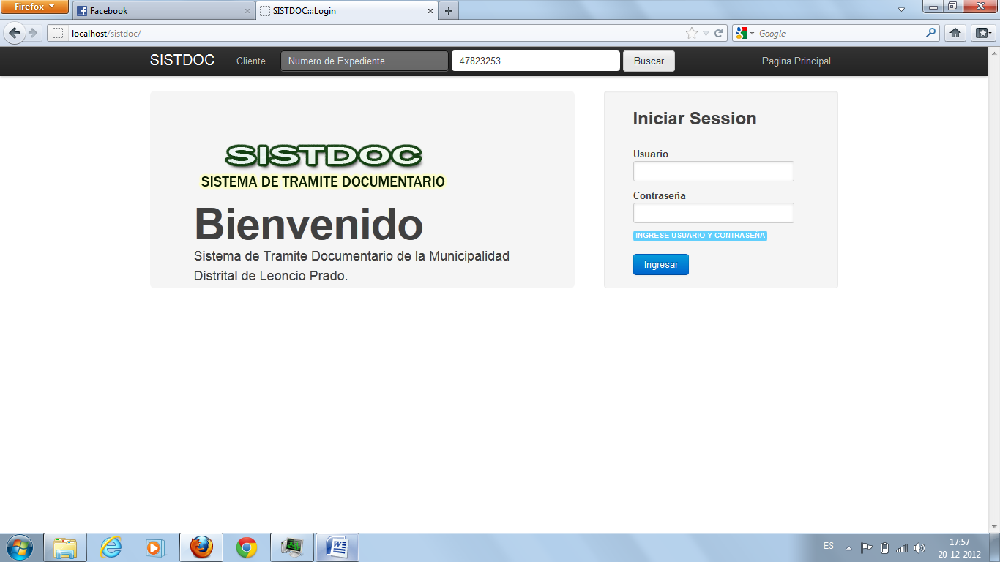 Firefox
Facebook
SISTDOC:::Login
localhost/sistdoc/
Google
SISTDOC
Cliente
Numero de Expediente...
47823253
Buscar
Pagina Principal
SISTDOC
SISTEMA DE TRAMITE DOCUMENTARIO
Bienvenido
Sistema de Tramite Documentario de la Municipalidad
Distrital de Leoncio Prado.
Iniciar Session
Usuario
Contraseña
INGRESE USUARIO Y CONTRASEÑA
Ingresar
ES
17:57
20-12-2012